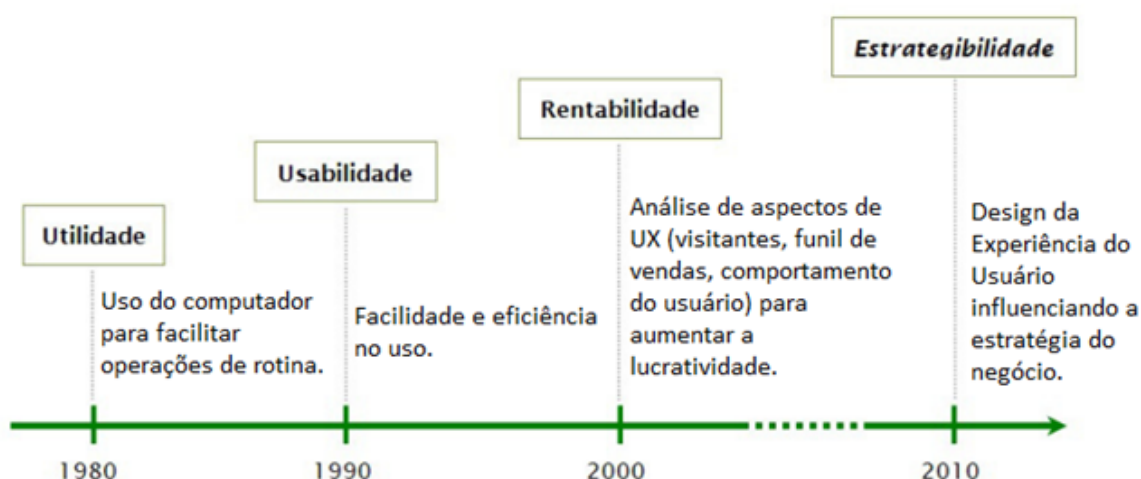 Utilidade
Uso do computador
para facilitar
operações de rotina.
Usabilidade
Facilidade e eficiência
no uso.
Rentabilidade
Análise de aspectos de
UX (visitantes, funil de
vendas, comportamento
do usuário) para
aumentar a
lucratividade.
Estrategibilidade
Design da
Experiência do
Usuário
influenciando a
estratégia do
negócio.
1980
1990
2000
2010